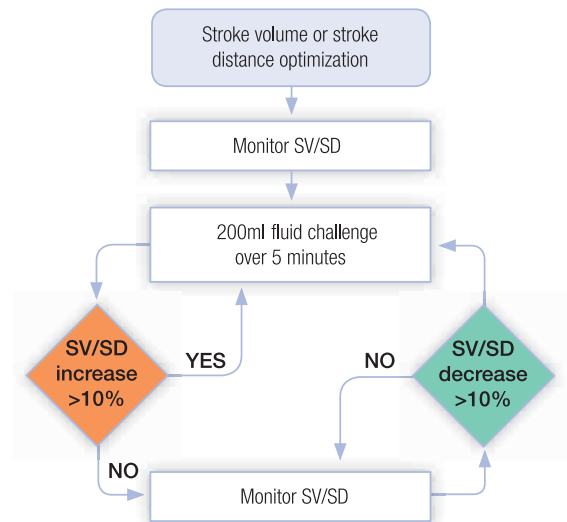 Stroke volume or stroke
distance optimization
Monitor SV/SD
200ml fluid challenge
over 5 minutes
SV/SD
increase
>10%
YES
NO
SV/SD
decrease
>10%
NO
Monitor SV/SD